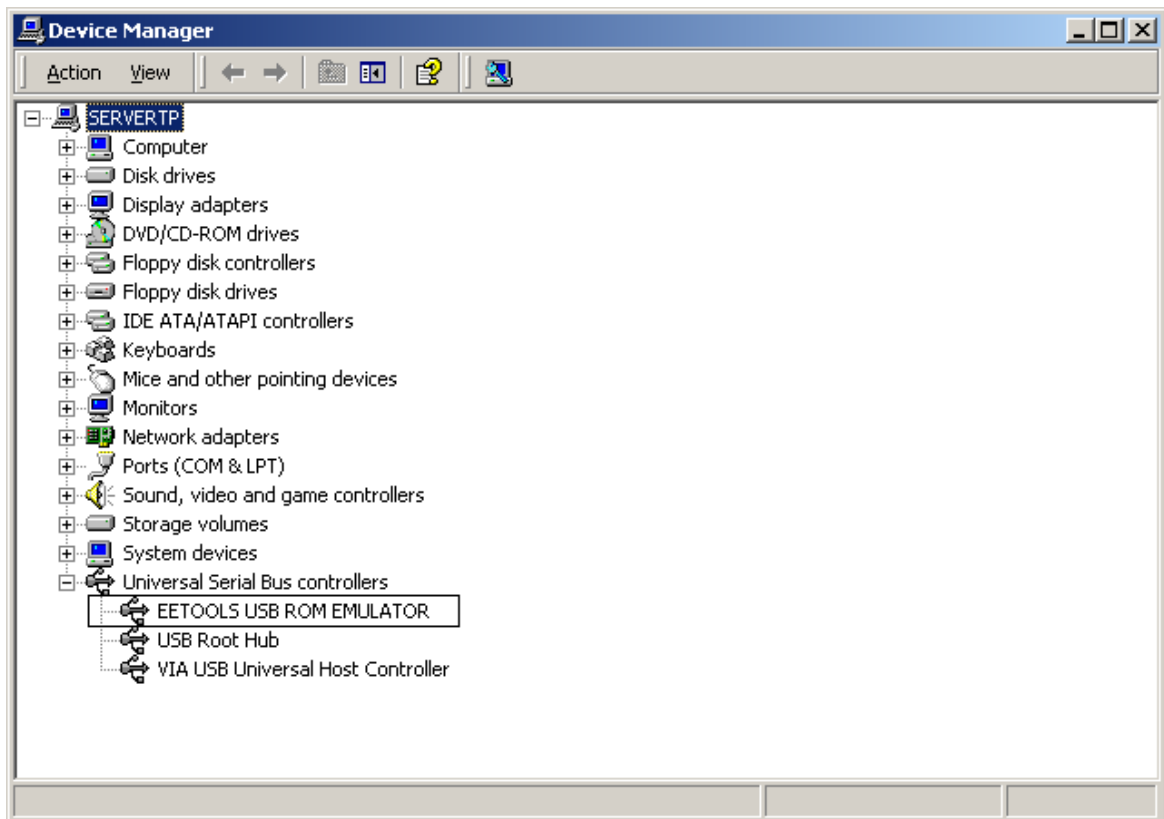 Device Manager
Action View
SERVERTP
Computer
Disk drives
Display adapters
DVD/CD-ROM drives
Floppy disk controllers
Floppy disk drives
IDE ATA/ATAPI controllers
Keyboards
Mice and other pointing devices
Monitors
Network adapters
Ports (COM & LPT)
Sound, video and game controllers
Storage volumes
System devices
Universal Serial Bus controllers
EETOOLS USB ROM EMULATOR
USB Root Hub
VIA USB Universal Host Controller